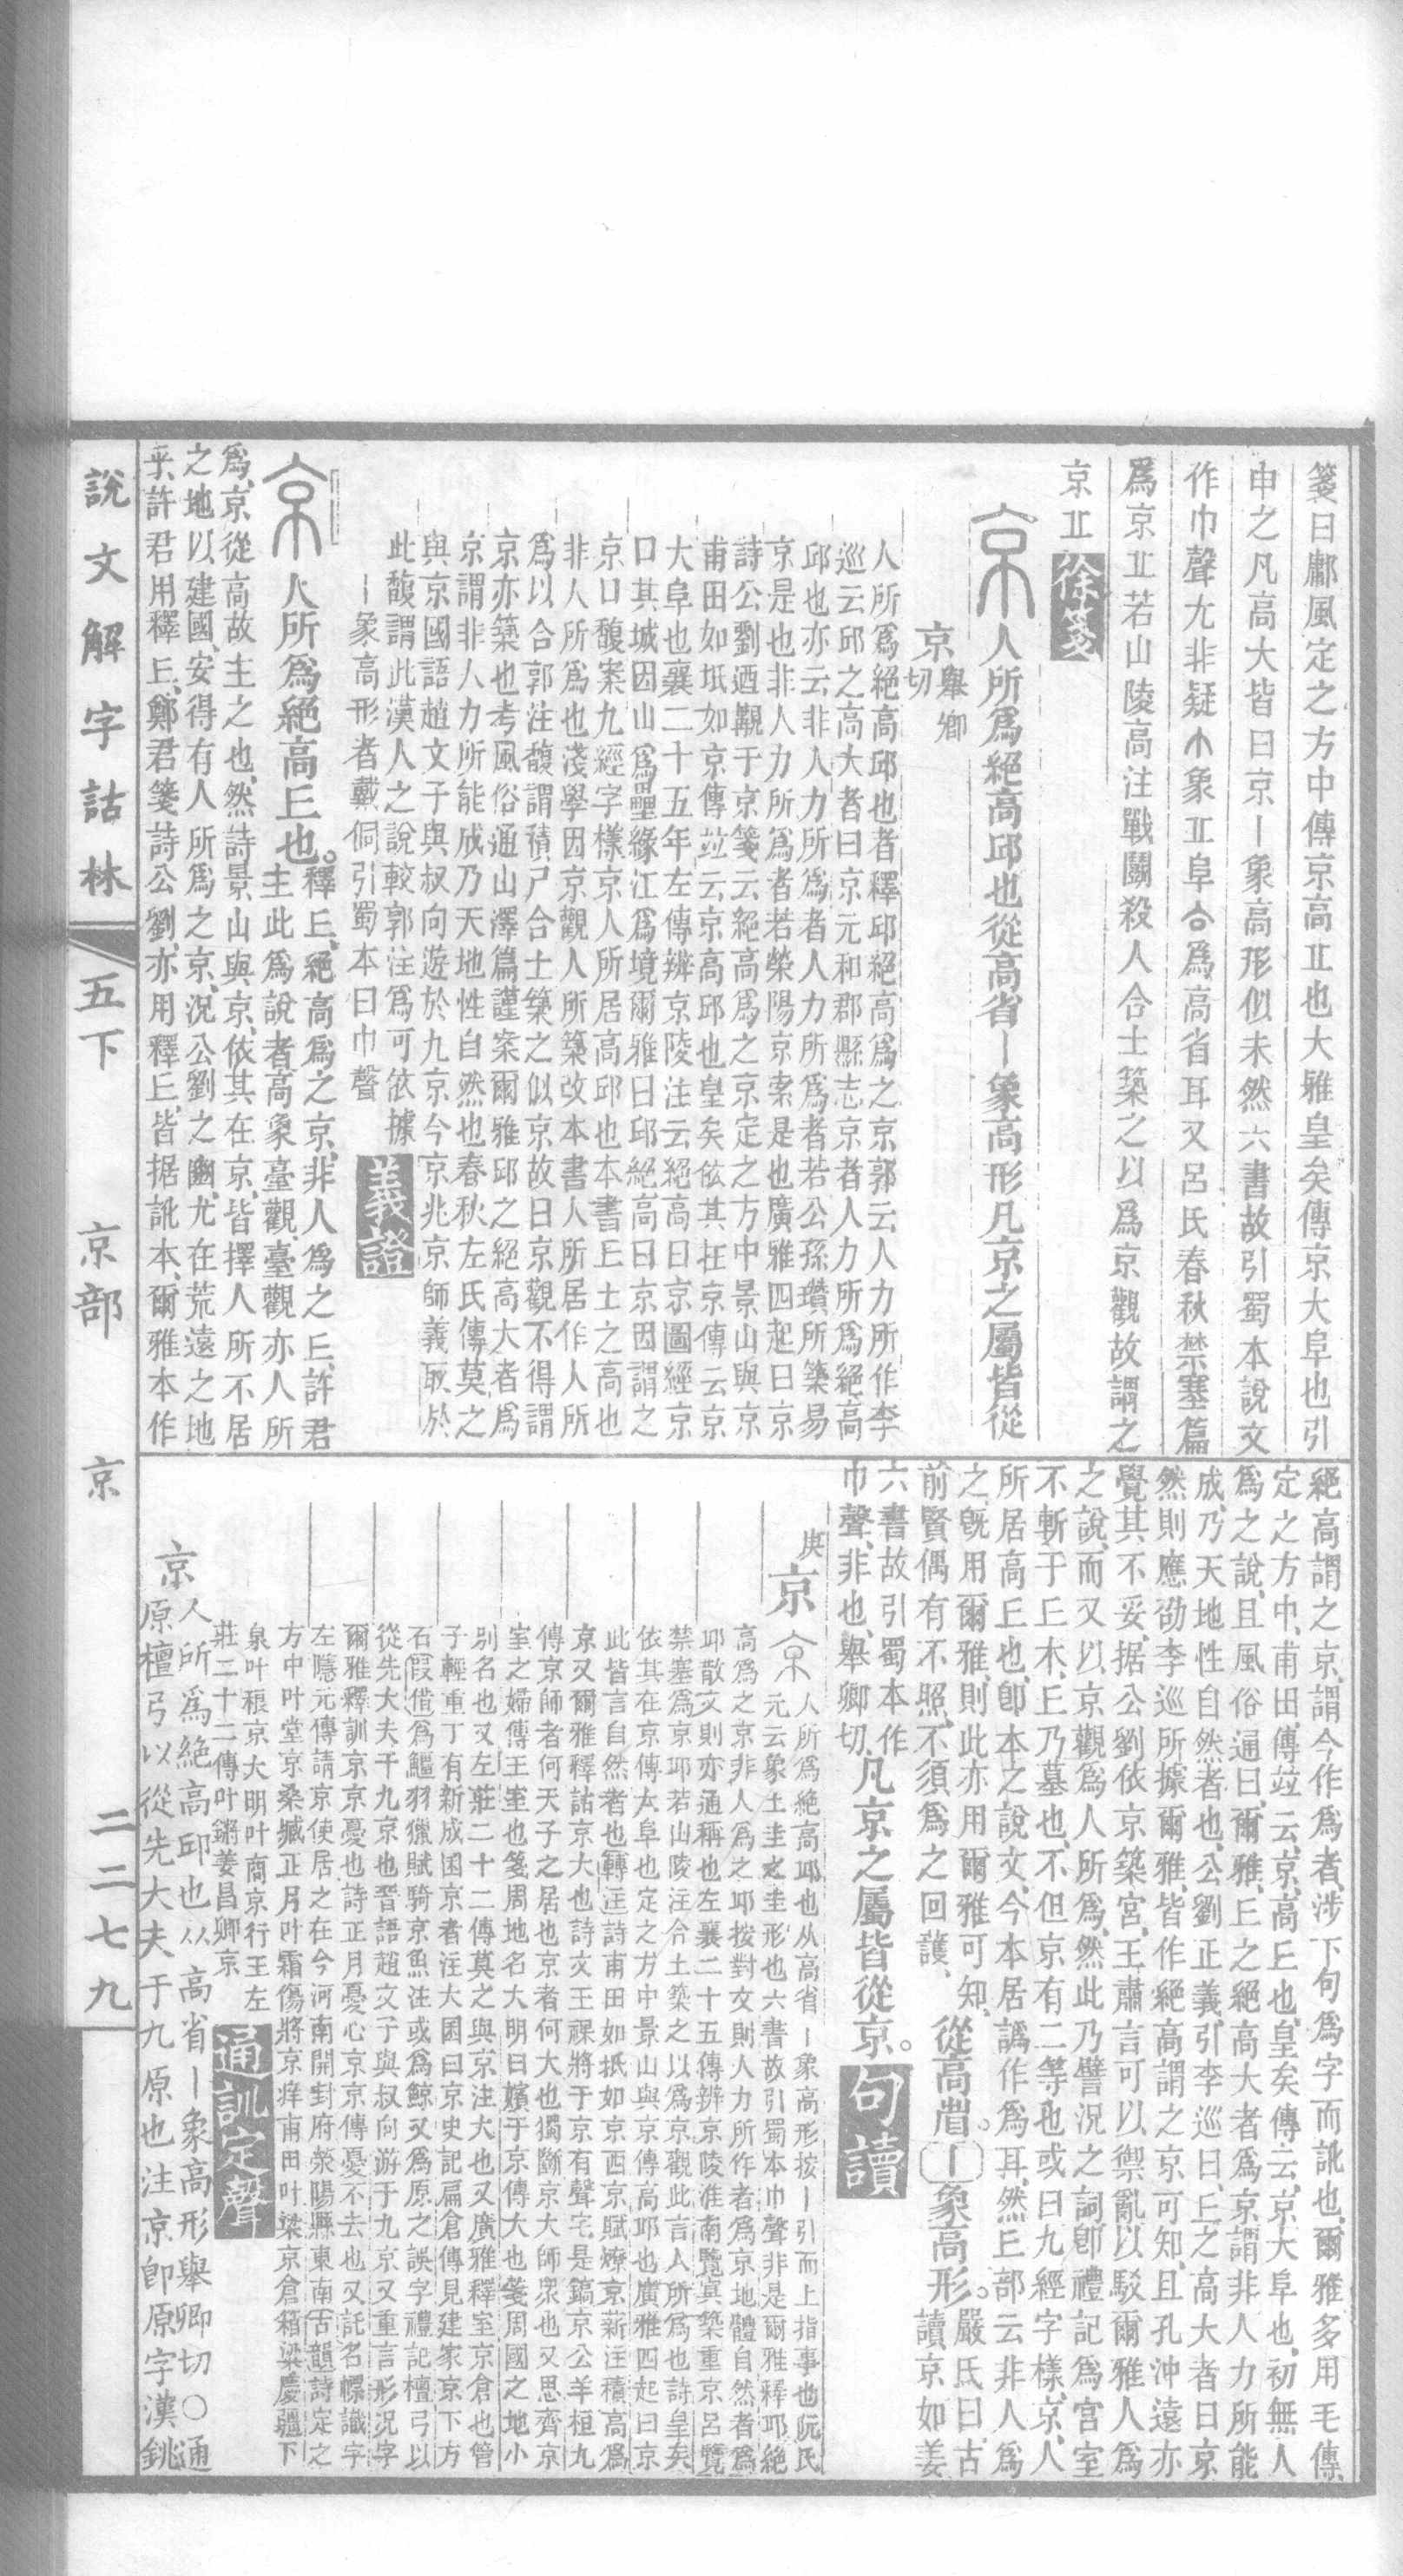 箋曰鄘風定之方中傳京高丠也大雅皇矣傳京大阜也引
申之凡高大皆曰京丨象高形似未然六書故引蜀本說文
作巾聲尤非疑象丠阜為高省耳又呂氏春秋禁塞篇
爲京丠若山陵高注戰鬬殺人合土築之以爲京觀故謂之
京丠徐箋
京人所爲絕高邱也從高省丨象高形凡京之屬皆從
京舉卿切
人所爲絕高邱也者釋邱絕高爲之京郭云人力所作李
巡云邱之高大者曰京元和郡縣志京者人力所爲絕高
邱也亦云非人力所爲者人力所爲者若公孫瓚所築易
京是也非人力所爲者若滎陽京索是也廣雅四起曰京
詩公劉迺覯于京箋云絕高爲之京定之方中景山與京
甫田如坻如京傳竝云京高邱也皇矣依其在京傳云京
大阜也襄二十五年左傳辨京陵注云絕高曰京圖經京
口其城因山爲壘緣江爲境爾雅曰邱絕高曰京因謂之
京口馥案九經字樣京人所居高邱也本書丘土之高也
非人所爲也淺學因京觀人所築改本書人所居作人所
爲以合郭注馥謂積尸合土築之似京故曰京觀不得謂
京亦築也考風俗通山澤篇謹案爾雅邱之絕高大者爲
京謂非人力所能成乃天地性自然也春秋左氏傳莫之
與京國語趙文子與叔向遊於九京今京兆京師義取於
此馥謂此漢人之說較郭注爲可依據
丨象高形者戴侗引蜀本曰巾聲義證
京人所爲絕高丘也。釋丘、絕高爲之京、非人爲之丘、許君
主此爲說者、高象臺觀、臺觀亦人所
爲、京從高故主之也、然詩景山與京、依其在京、皆擇人所不居
之地以建國、安得有人所爲之京、況公劉之豳、尤在荒遠之地
乎、許君用釋丘、鄭君箋詩公劉、亦用釋丘、皆据訛本、爾雅本作
絕高謂之京、謂今作爲者、涉下句爲字而訛也、爾雅多用毛傳、
定之方中、甫田、傳竝云、京、高丘也、皇矣傳云、京大阜也、初無人
爲之說、且風俗通曰、爾雅、丘之絕高大者爲京、謂非人力所能
成、乃天地性自然者也、公劉正義、引李巡曰、丘之高大者曰京
然則應劭李巡所據爾雅、皆作絕高謂之京可知、且孔沖遠亦
覺其不妥、据公劉依京築宮、王肅言可以禦亂、以駁爾雅人爲
之說、而又以京觀爲人所爲、然此乃譬況之詞、卽禮記爲宮室
不斬于丘木、丘乃墓也、不但京有二等也、或曰九經字樣、京、人
所居高丘也、卽本之說文、今本居譌作爲耳、然丘部云非人爲
之、旣用爾雅、則此亦用爾雅可知、從高省。丨象高形。嚴氏曰、古
前賢偶有不照、不須爲之回護、讀京如姜
六書故引蜀本作
巾聲、非也、舉卿切、凡京之屬皆從京。句讀
庚京人所爲絕高邱也从高省丨象高形按丨引而上指事也阮氏
元云象土圭之圭形也六書故引蜀本巾聲非是爾雅釋邱絕
高爲之京非人爲之邱按對文則人力所作者爲京地體自然者爲
邱散文則亦通稱也左襄二十五傳辨京陵淮南覽冥築重京呂覽
禁塞爲京邱若山陵注合土築之以爲京觀此言人所爲也詩皇矣
依其在京傳大阜也定之方中景山與京傳高邱也廣雅四起曰京
此皆言自然者也轉注詩甫田如坻如京西京賦燎京薪注積高爲
京又爾雅釋詁京大也詩文王祼將于京有聲宅是鎬京公羊桓九
傳京師者何天子之居也京者何大也獨斷京大師眾也又思齊京
室之婦傳王室也箋周地名大明曰嬪于京傳大也箋周國之地小
別名也又左莊二十二傳莫之與京注大也又廣雅釋室京倉也管
子輕重丁有新成囷京者注大囷曰京史記扁倉傳見建家京下方
石假借爲鱷羽獵賦騎京魚注或爲鯨又爲原之誤字禮記檀弓以
從先大夫于九京也晉語趙文子與叔向游于九京又重言形況字
爾雅釋訓京京憂也詩正月憂心京京傳憂不去也又託名幖識字
左隱元傳請京使居之在今河南開封府滎陽縣東南古韻詩定之
方中叶堂京桑臧正月叶霜傷將京痒甫田叶梁京倉箱粱慶疆下
泉叶稂京大明叶商京行王左
莊二十二傳叶鏘姜昌卿京通訓定聲
京人所爲絕高邱也从高省丨象高形舉卿切〇通
原檀弓以從先大夫于九原也注京卽原字漢銚
說文解字詁林 五下 京部 京 二二七九